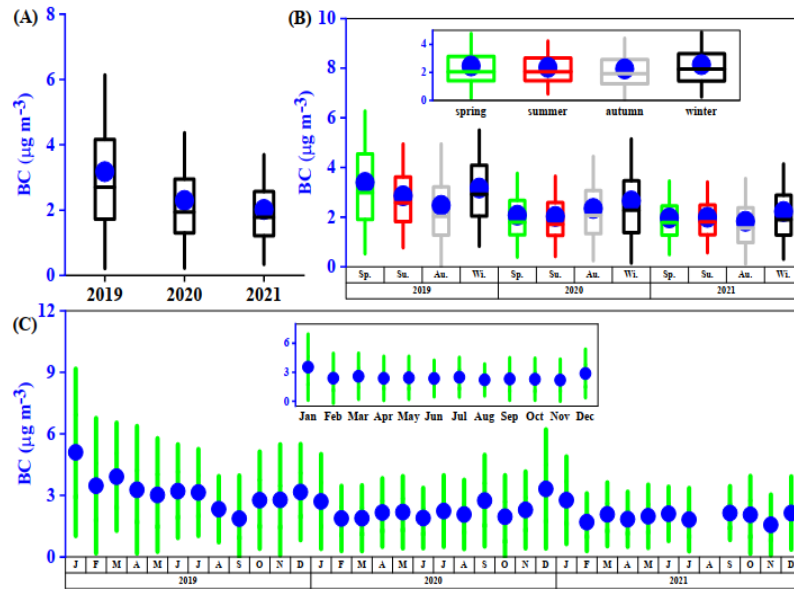 (A)
8
6
4
2
0
BC (μg m-3)
2019 2020 2021
(B)
10
8
6
4
2
0
BC (μg m-3)
4
2
0
spring summer autumn winter
Sp. Su. Au. Wi. Sp. Su. Au. Wi. Sp. Su. Au. Wi.
2019 2020 2021
(C)
12
9
6
3
0
BC (μg m-3)
6
3
0
Jan Feb Mar Apr May Jun Jul Aug Sep Oct Nov Dec
J F M A M J J A S O N D J F M A M J J A S O N D J F M A M J J A S O N D
2019 2020 2021